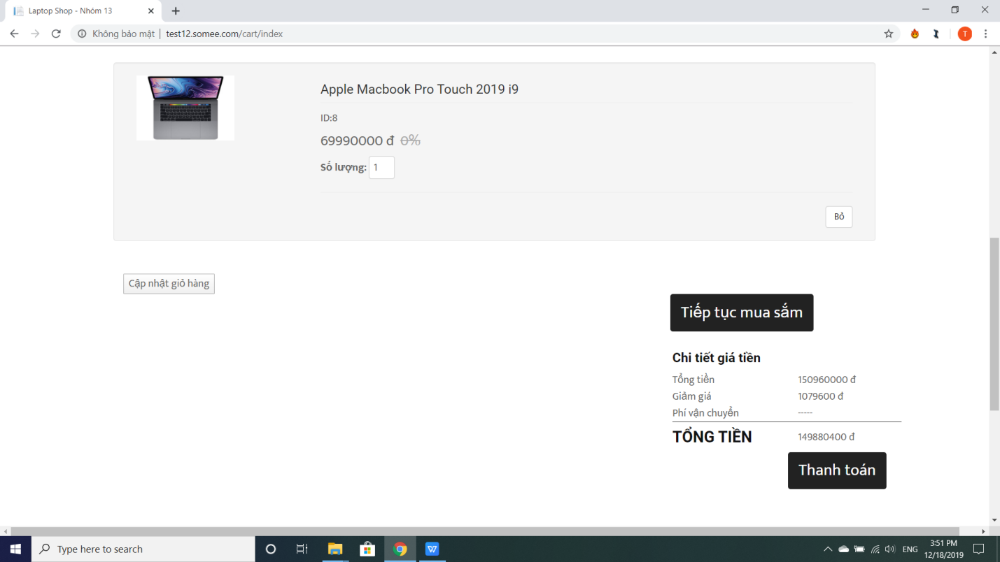 Laptop Shop - Nhóm 13
Không bảo mật | test12.somee.com/cart/index
T
Apple Macbook Pro Touch 2019 i9
ID:8
69990000 đ 0%
Số lượng: 1
Bỏ
Cập nhật giỏ hàng
Tiếp tục mua sắm
Chi tiết giá tiền
Tổng tiền 150960000 đ
Giảm giá 1079600 đ
Phí vận chuyển -----
TỔNG TIỀN 149880400 đ
Thanh toán
Type here to search
ENG
3:51 PM
12/18/2019